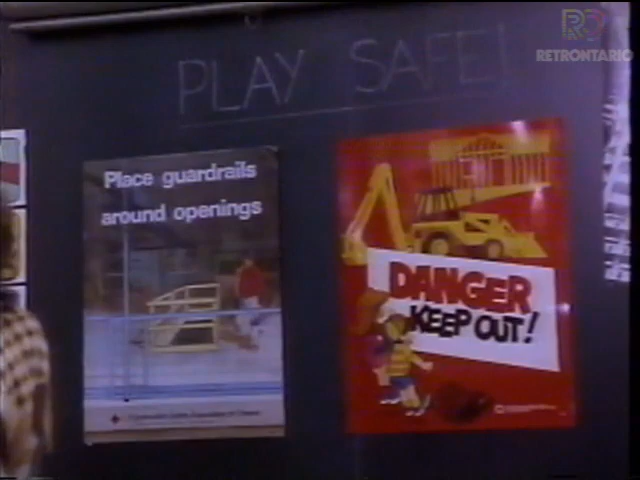 PLAY SAFE!
RETRONTARIO
Place guardrails
around openings
DANGER
KEEP OUT!